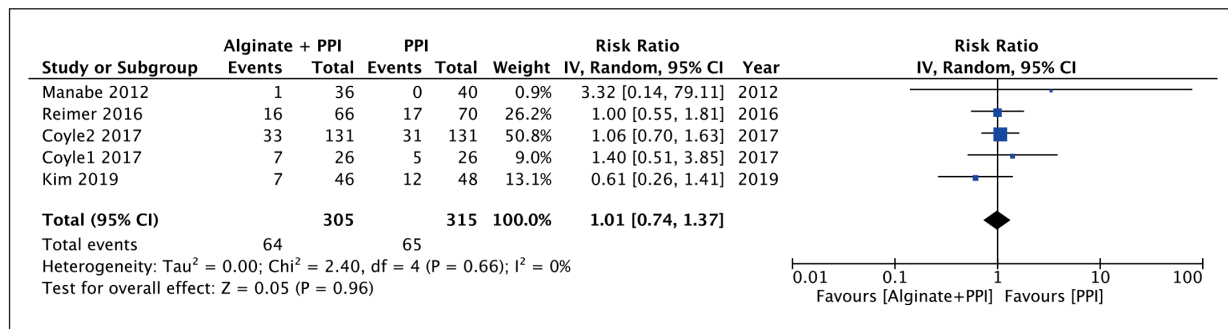 Alginate + PPI PPI Risk Ratio Risk Ratio
Study or Subgroup Events Total Events Total Weight IV, Random, 95% CI Year IV, Random, 95% CI
Manabe 2012 1 36 0 40 0.9% 3.32 [0.14, 79.11] 2012
Reimer 2016 16 66 17 70 26.2% 1.00 [0.55, 1.81] 2016
Coyle2 2017 33 131 31 131 50.8% 1.06 [0.70, 1.63] 2017
Coyle1 2017 7 26 5 26 9.0% 1.40 [0.51, 3.85] 2017
Kim 2019 7 46 12 48 13.1% 0.61 [0.26, 1.41] 2019
Total (95% CI) 305 315 100.0% 1.01 [0.74, 1.37]
Total events 64 65
Heterogeneity: Tau² = 0.00; Chi² = 2.40, df = 4 (P = 0.66); I² = 0%
Test for overall effect: Z = 0.05 (P = 0.96)
0.01 0.1 1 10 100
Favours [Alginate+PPI] Favours [PPI]